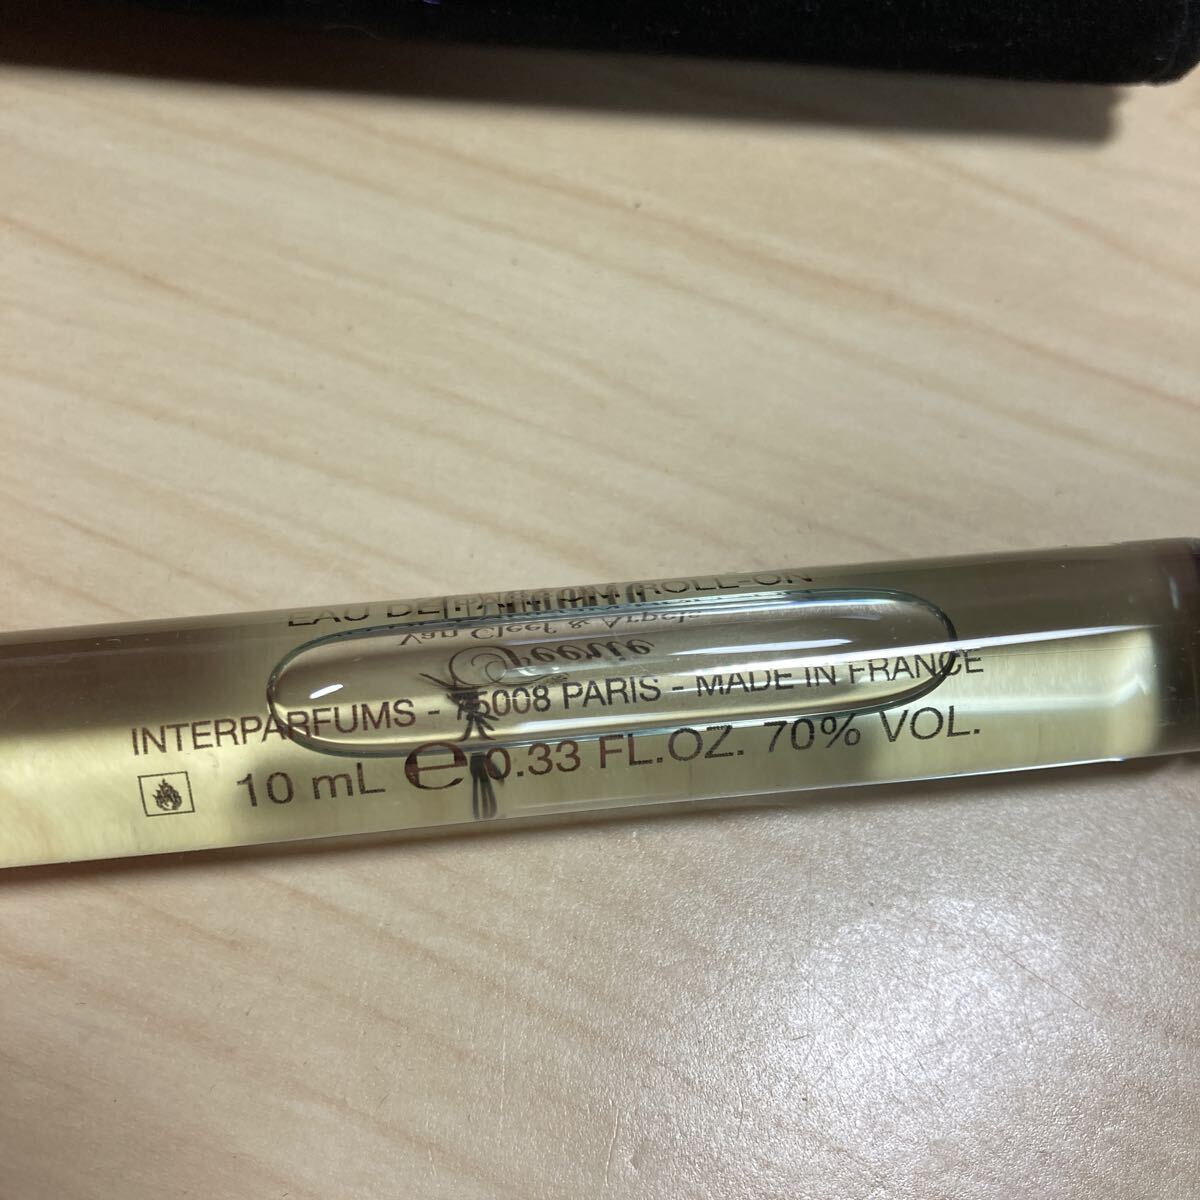 EAU DE PARFUM ROLL-ON
Van Cleef & Arpels
Feerie
INTERPARFUMS - 75008 PARIS - MADE IN FRANCE
10 mL e 0.33 FL.OZ. 70% VOL.